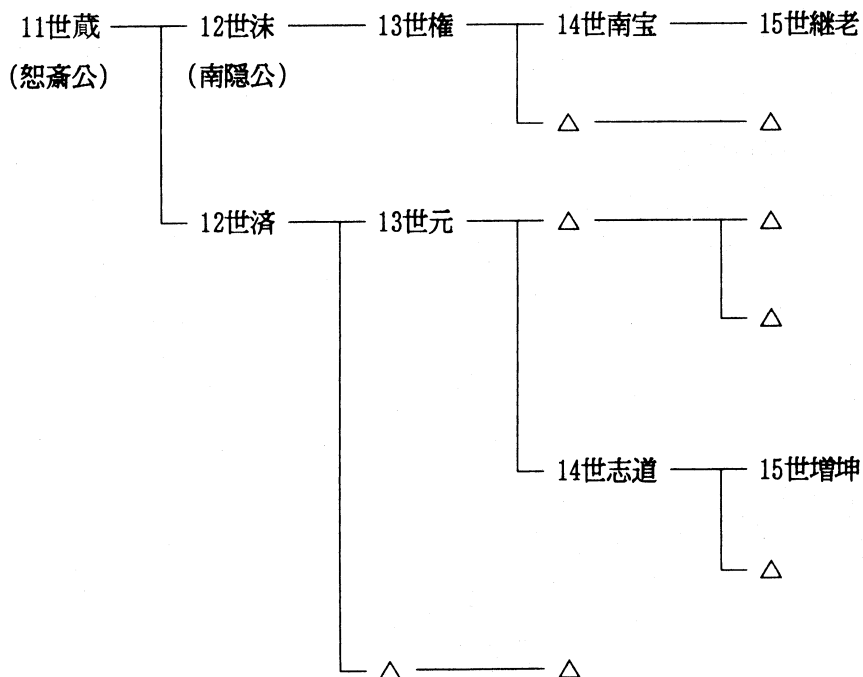 11世蔵 12世沫 13世権 14世南宝 15世継老
(恕斎公) (南隠公)
△ △
12世済 13世元 △ △
△
14世志道 15世増坤
△
△ △